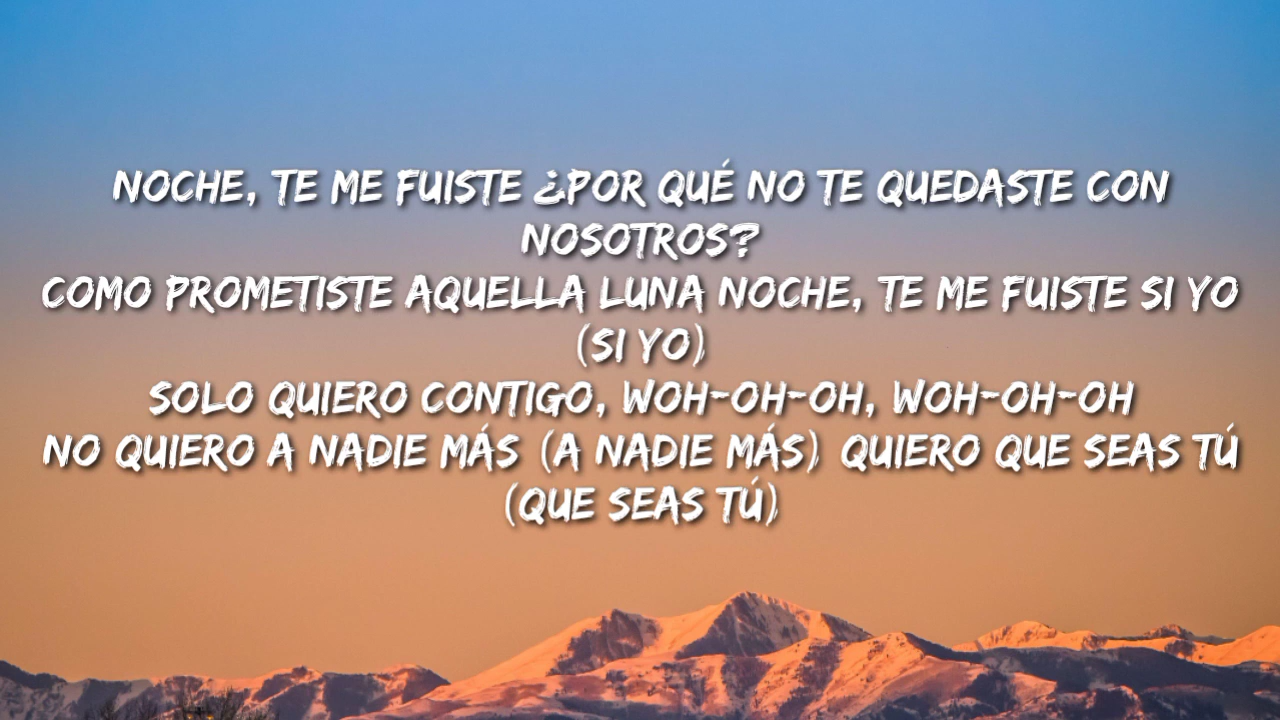 NOCHE, TE ME FUISTE ¿POR QUÉ NO TE QUEDASTE CON
NOSOTROS?
COMO PROMETISTE AQUELLA LUNA NOCHE, TE ME FUISTE SI YO
(SI YO)
SOLO QUIERO CONTIGO, WOH-OH-OH, WOH-OH-OH
NO QUIERO A NADIE MÁS (A NADIE MÁS) QUIERO QUE SEAS TÚ
(QUE SEAS TÚ)